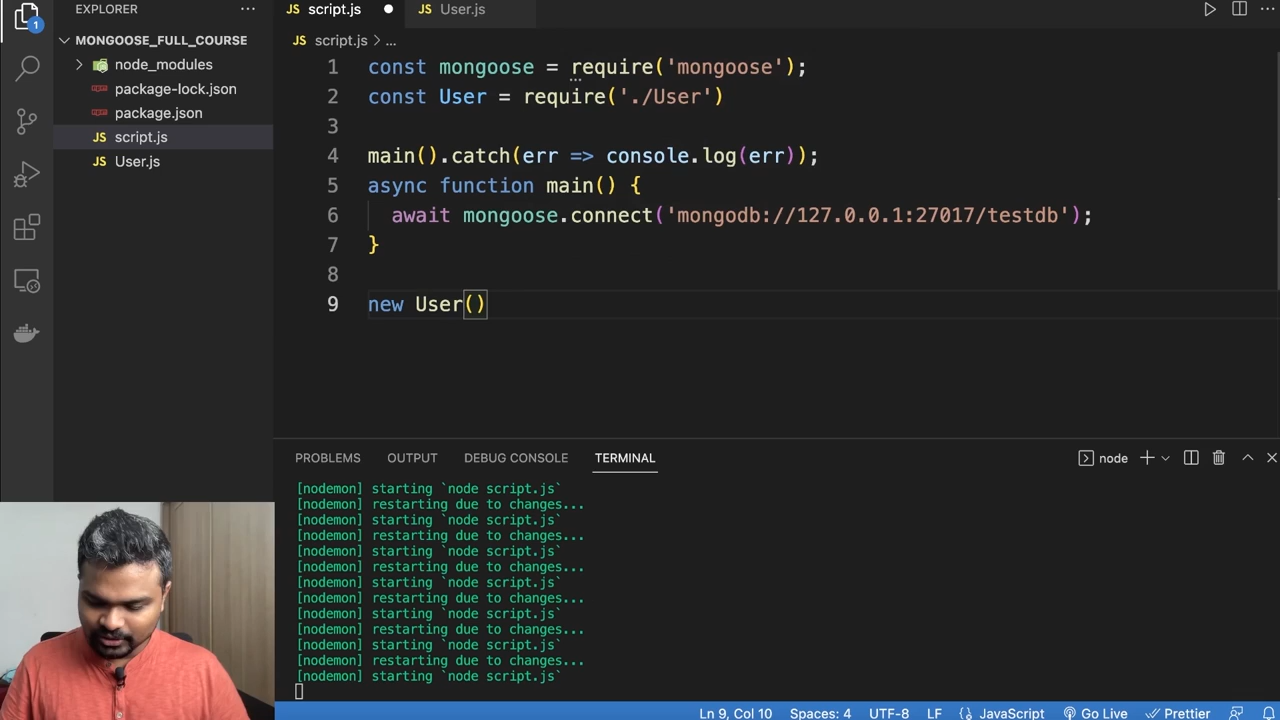 EXPLORER
script.js
User.js
1
MONGOOSE_FULL_COURSE
JS script.js > ...
node_modules
package-lock.json
package.json
JS script.js
JS User.js
1 const mongoose = require('mongoose');
2 const User = require('./User')
3
4 main().catch(err => console.log(err));
5 async function main() {
6 await mongoose.connect('mongodb://127.0.0.1:27017/testdb');
7 }
8
9 new User()
PROBLEMS OUTPUT DEBUG CONSOLE TERMINAL
node
[nodemon] starting `node script.js`
[nodemon] restarting due to changes...
[nodemon] starting `node script.js`
[nodemon] restarting due to changes...
[nodemon] starting `node script.js`
[nodemon] restarting due to changes...
[nodemon] starting `node script.js`
[nodemon] restarting due to changes...
[nodemon] starting `node script.js`
[nodemon] restarting due to changes...
[nodemon] starting `node script.js`
[nodemon] restarting due to changes...
[nodemon] starting `node script.js`
Ln 9, Col 10 Spaces: 4 UTF-8 LF {} JavaScript Go Live Prettier